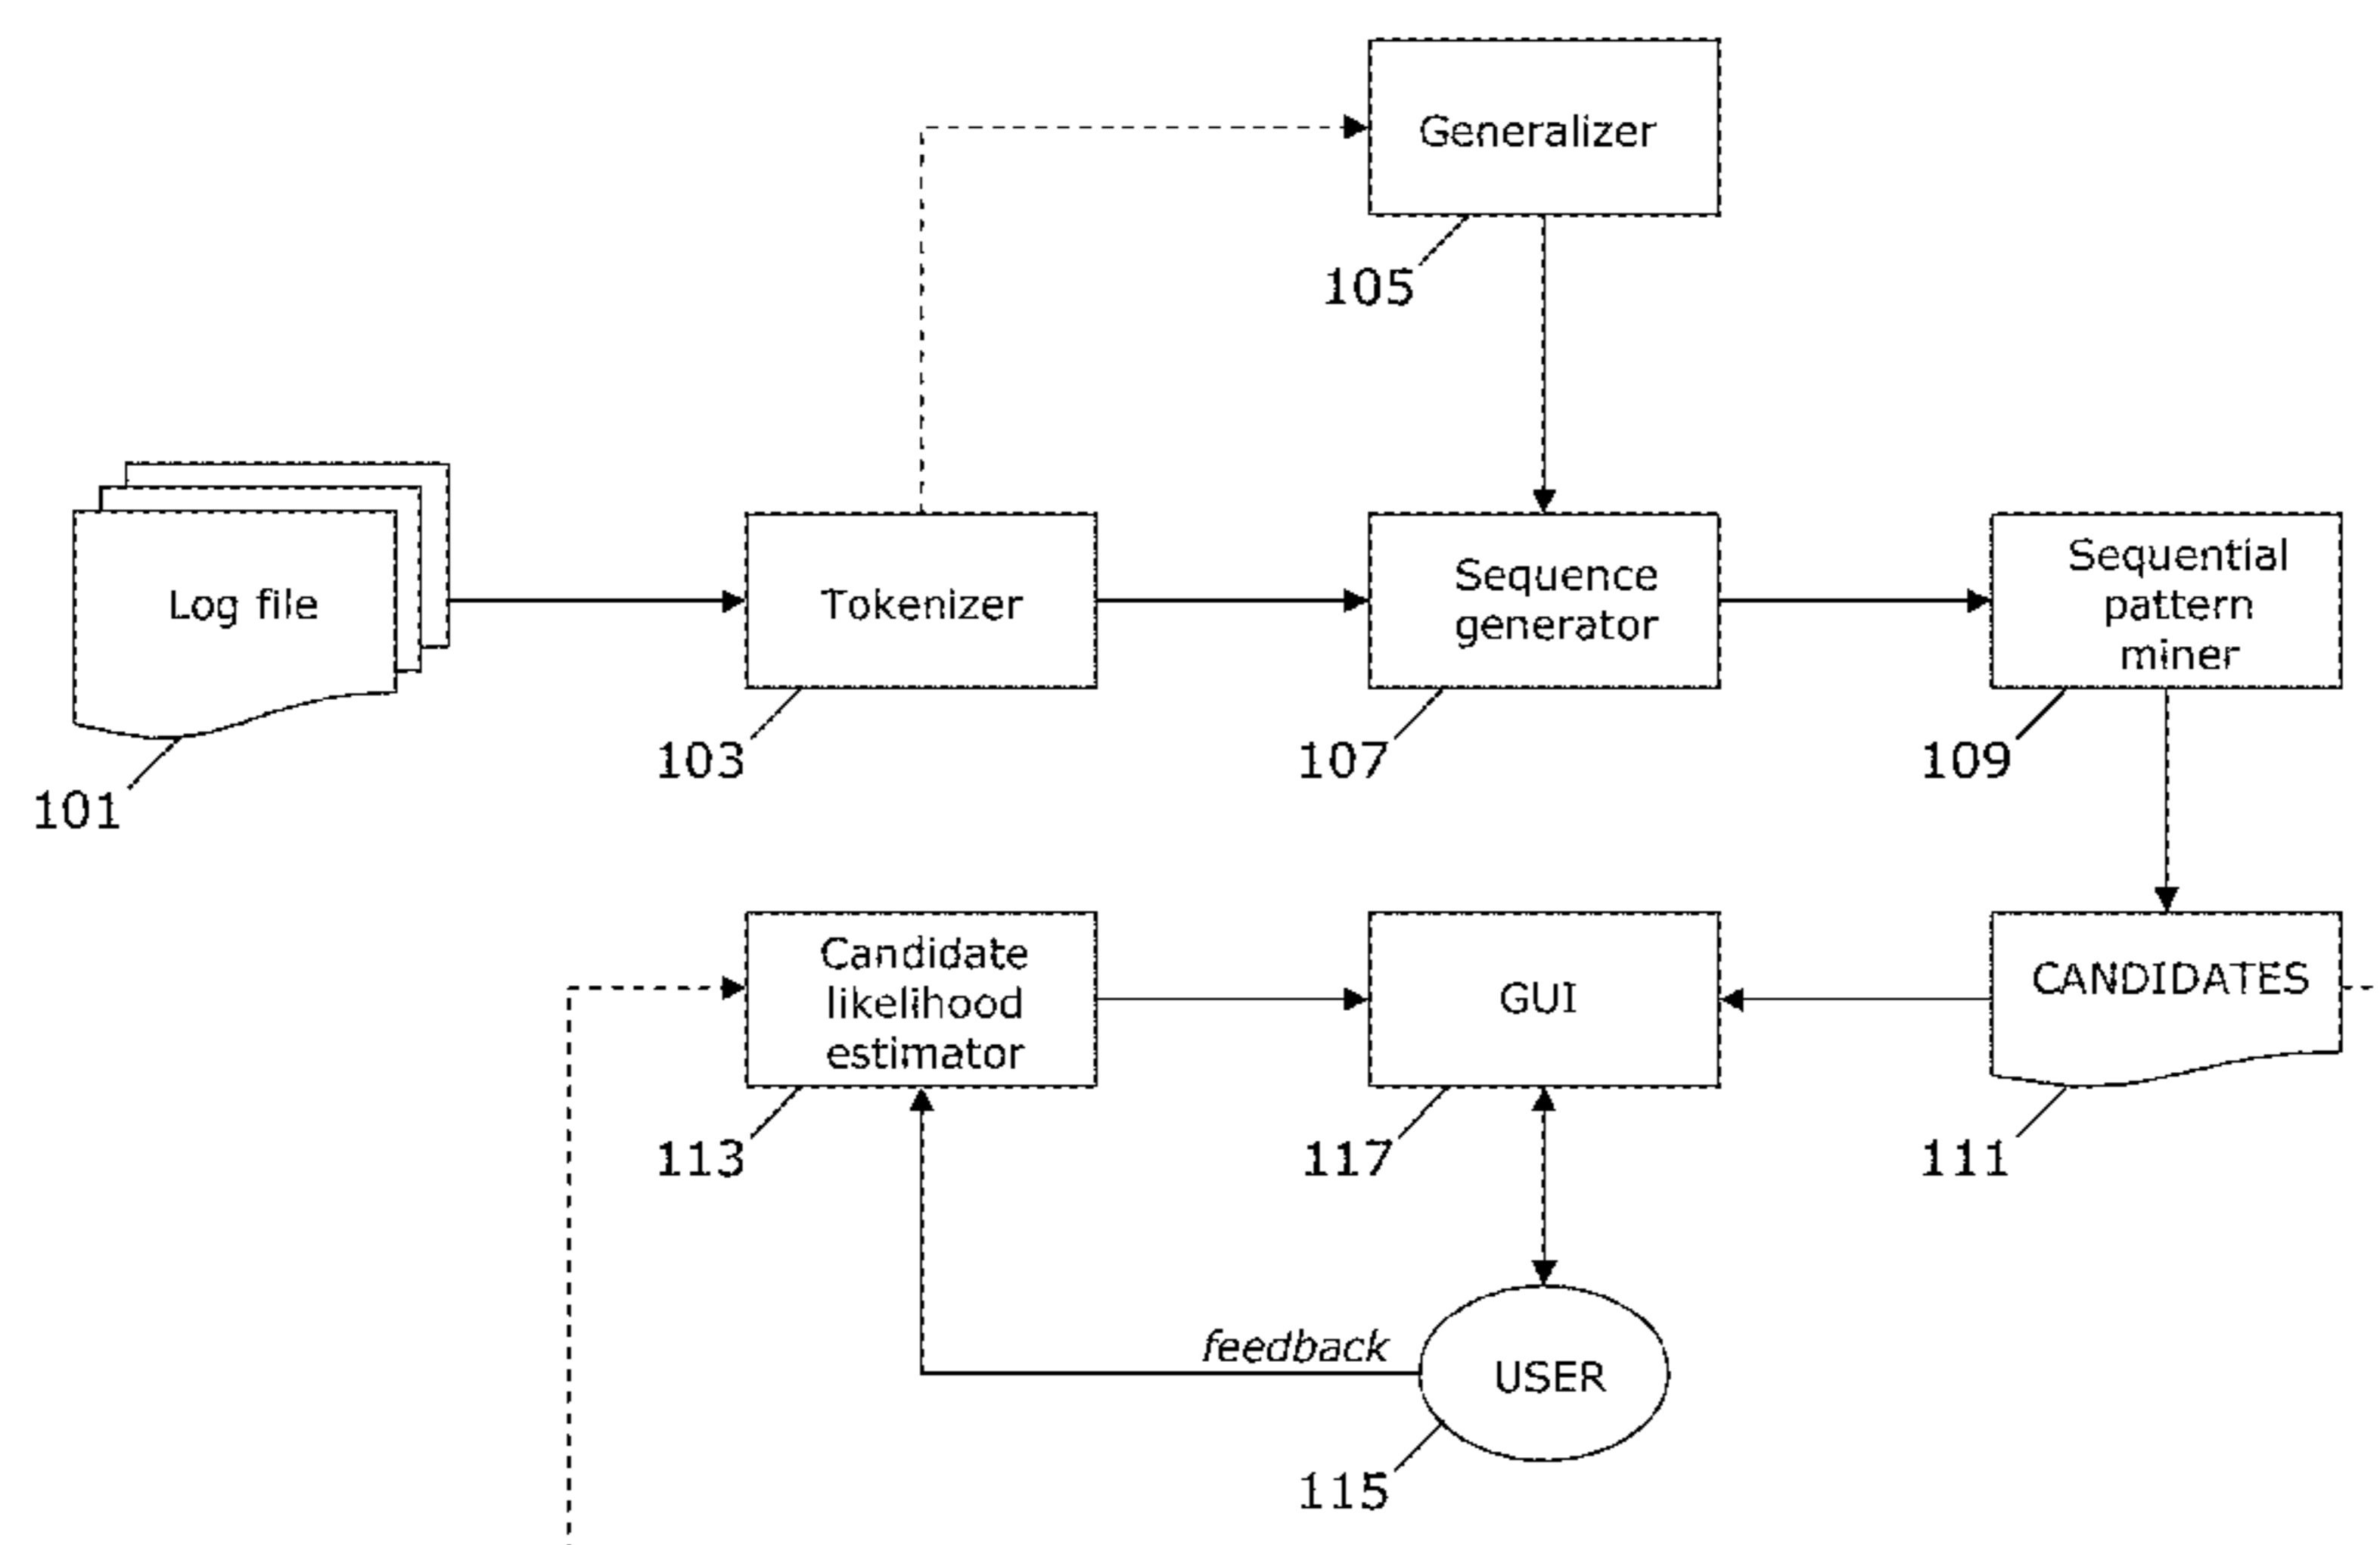 Generalizer
105
Log file
Tokenizer
Sequence
generator
Sequential
pattern
miner
101
103
107
109
Candidate
likelihood
estimator
GUI
CANDIDATES
113
117
111
feedback
USER
115